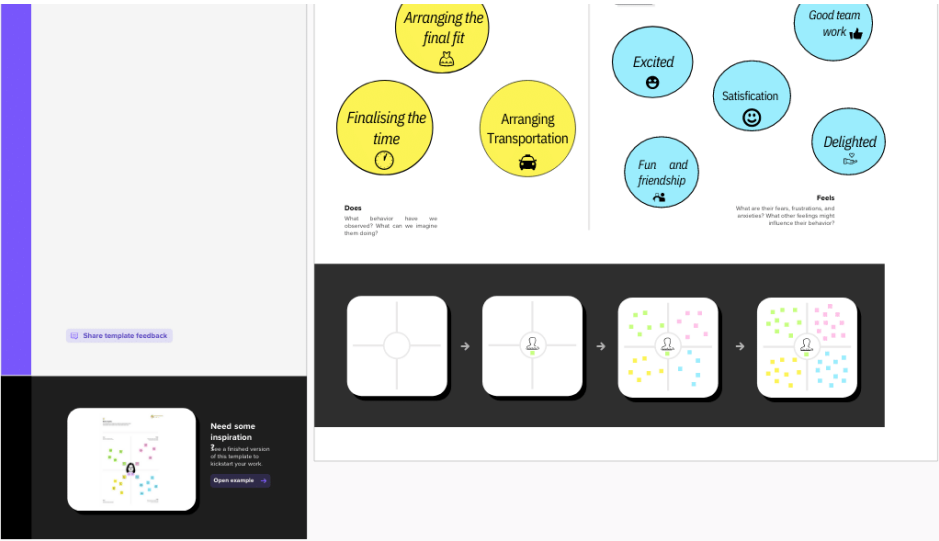 Arranging the
final fit
Finalising the
time
Arranging
Transportation
Does
What behavior have we
observed? What can we imagine
them doing?
Good team
work
Excited
Satisfication
Delighted
Fun and
friendship
Feels
What are their fears, frustrations, and
anxieties? What other feelings might
influence their behavior?
Share template feedback
Need some
inspiration
?
See a finished version
of this template to
kickstart your work.
Open example